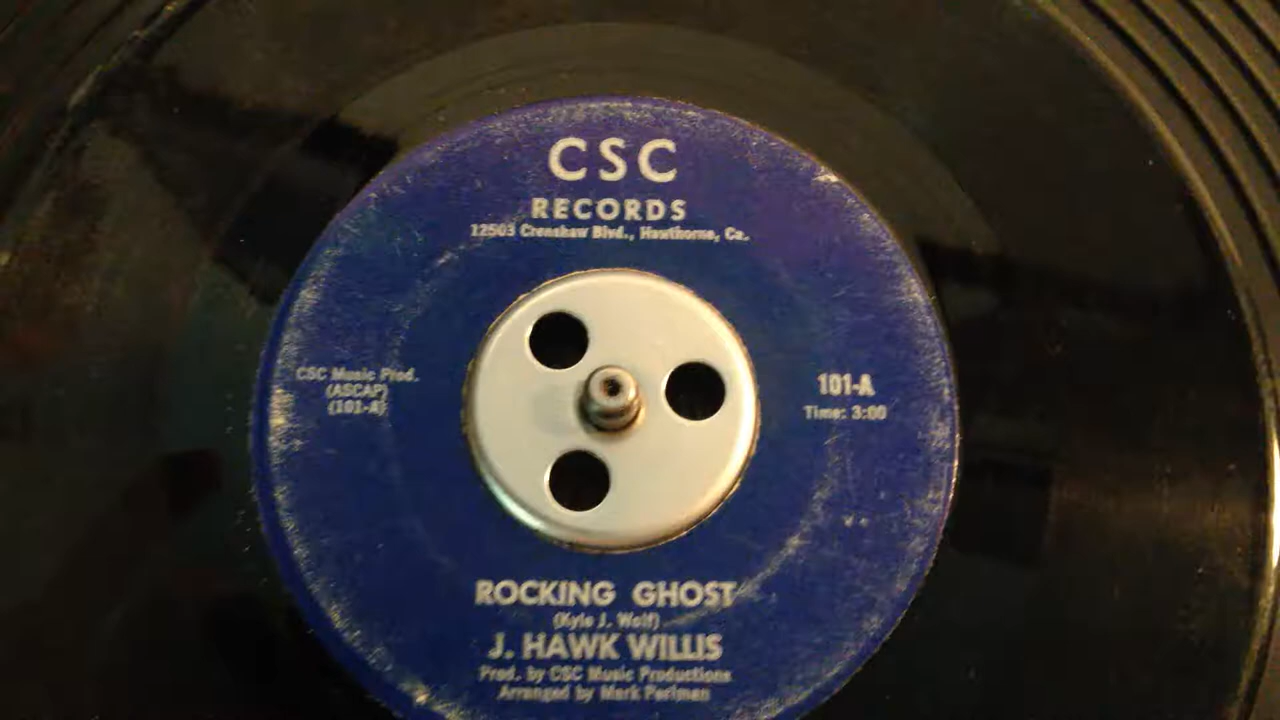 CSC
RECORDS
12503 Crenshaw Blvd., Hawthorne, Ca.
CSC Music Prod.
(ASCAP)
(101-A)
101-A
Time: 3:00
ROCKING GHOST
(Kyle J. Wolf)
J. HAWK WILLIS
Prod. by CSC Music Productions
Arranged by Mark Perlman